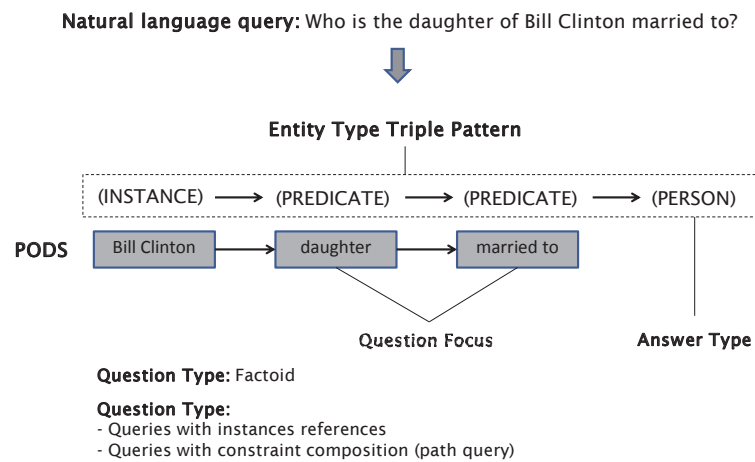 Natural language query: Who is the daughter of Bill Clinton married to?
Entity Type Triple Pattern
(INSTANCE) (PREDICATE) (PREDICATE) (PERSON)
PODS Bill Clinton daughter married to
Question Focus Answer Type
Question Type: Factoid
Question Type:
- Queries with instances references
- Queries with constraint composition (path query)